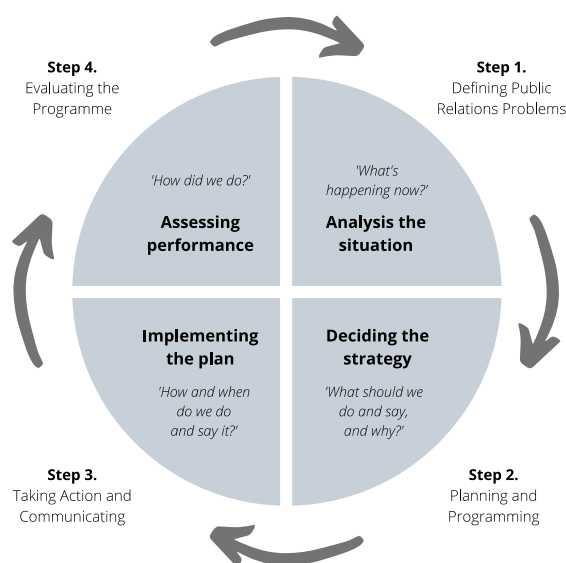 Step 4.
Evaluating the
Programme
Step 1.
Defining Public
Relations Problems
'How did we do?'
Assessing
performance
'What's
happening now?'
Analysis the
situation
Implementing
the plan
'How and when
do we do
and say it?'
Deciding the
strategy
'What should we
do and say,
and why?'
Step 3.
Taking Action and
Communicating
Step 2.
Planning and
Programming